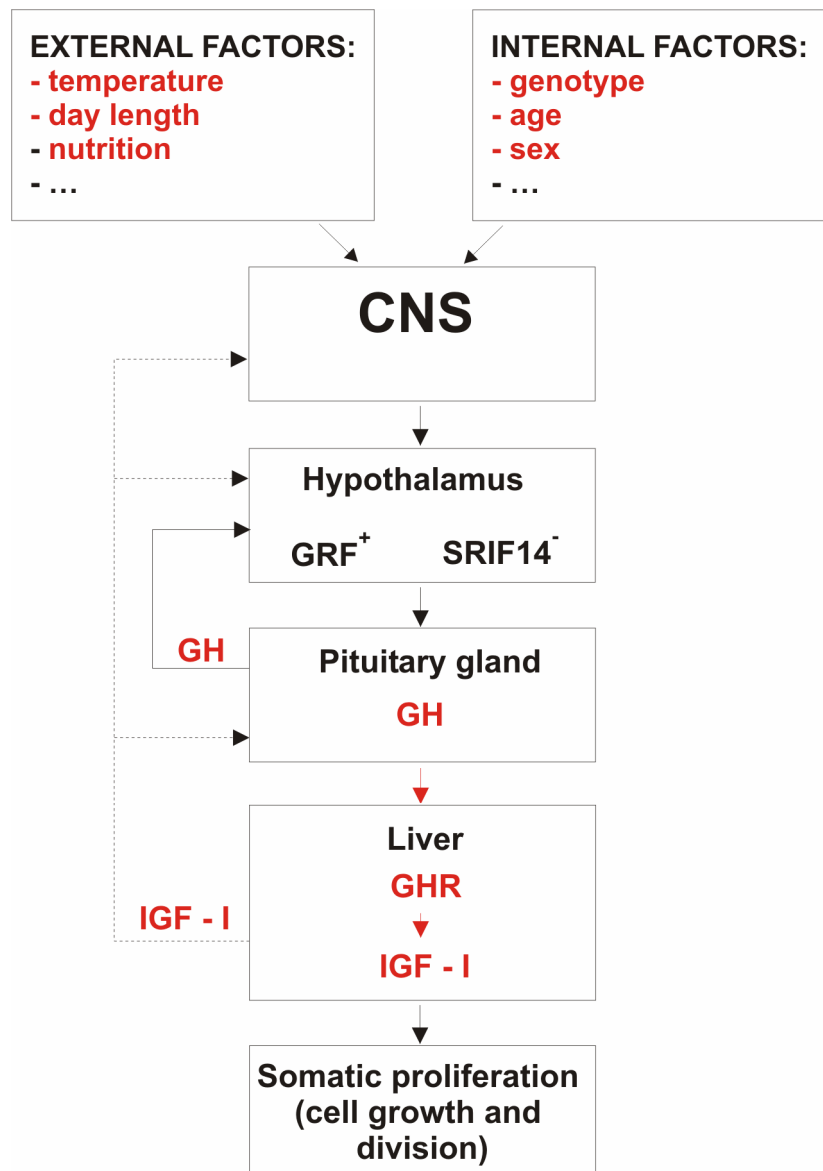 EXTERNAL FACTORS:
- temperature
- day length
- nutrition
- ...
INTERNAL FACTORS:
- genotype
- age
- sex
- ...
CNS
Hypothalamus
GRF+ SRIF14-
GH
Pituitary gland
GH
Liver
GHR
IGF - I
IGF - I
Somatic proliferation
(cell growth and
division)